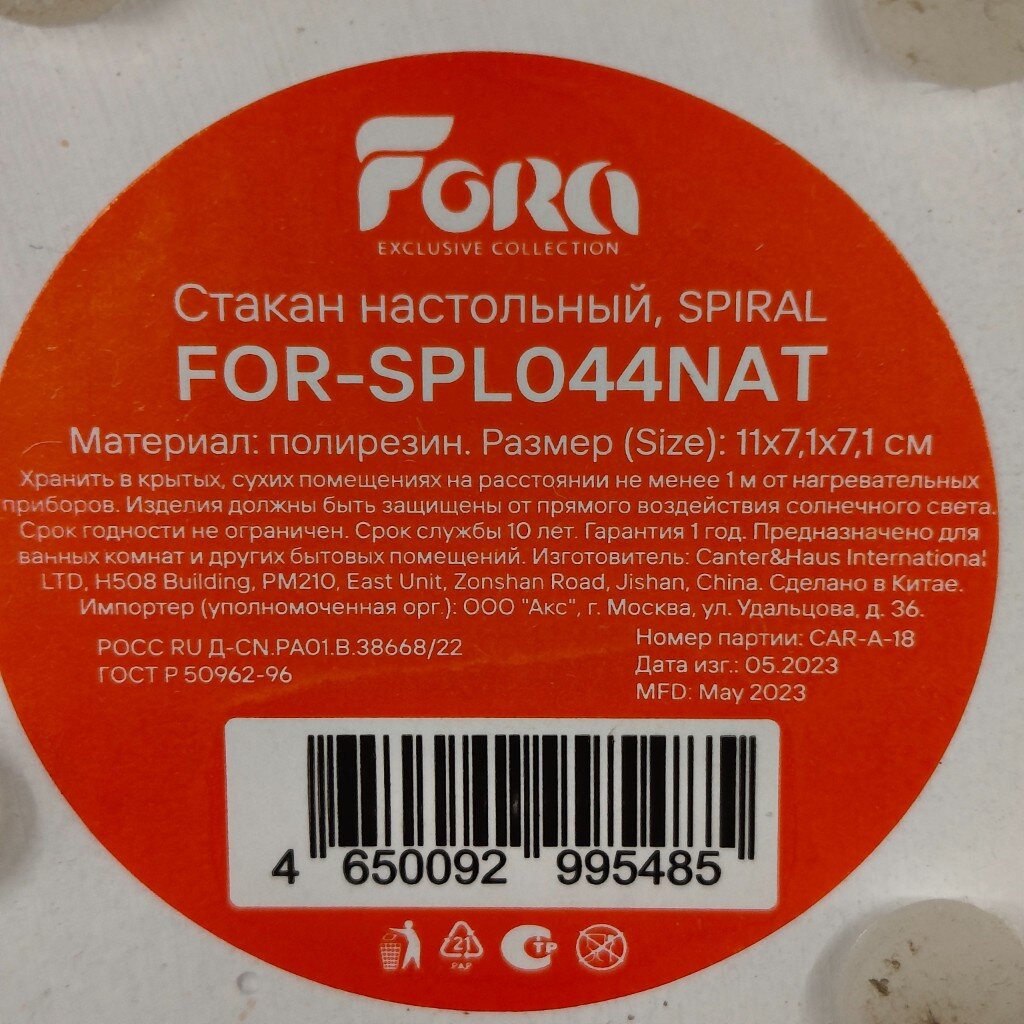 FORA
EXCLUSIVE COLLECTION
Стакан настольный, SPIRAL
FOR-SPL044NAT
Материал: полирезин. Размер (Size): 11x7,1x7,1 см
Хранить в крытых, сухих помещениях на расстоянии не менее 1 м от нагревательных
приборов. Изделия должны быть защищены от прямого воздействия солнечного света.
Срок годности не ограничен. Срок службы 10 лет. Гарантия 1 год. Предназначено для
ванных комнат и других бытовых помещений. Изготовитель: Canter&Haus International
LTD, H508 Building, PM210, East Unit, Zonshan Road, Jishan, China. Сделано в Китае.
Импортер (уполномоченная орг.): ООО "Акс", г. Москва, ул. Удальцова, д. 36.
РОСС RU Д-CN.PA01.B.38668/22
ГОСТ Р 50962-96
Номер партии: CAR-A-18
Дата изг.: 05.2023
MFD: May 2023
4 650092 995485
21
PAP
СТР